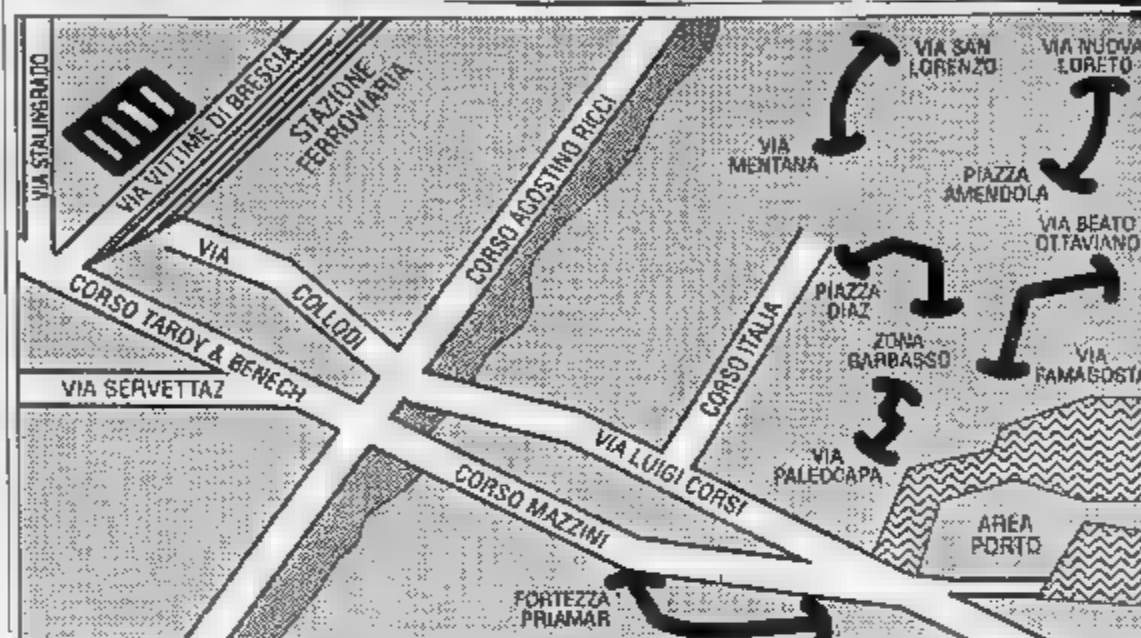 VIA STALINGRADO
VIA VITTIME DI BRESCIA
STAZIONE
FERROVIARIA
CORSO AGOSTINO RICCI
VIA SAN
LORENZO
VIA NUOVA
LORETO
VIA
MENTANA
PIAZZA
AMENDOLA
VIA BEATO
OTTAVIANO
VIA
COLLODI
CORSO TARDY & BENECH
VIA SERVETTAZ
PIAZZA
DIAZ
CORSO ITALIA
ZONA
GARBASSO
VIA
FAMAGOSTA
VIA
PALEOCAPA
VIA LUIGI CORSI
CORSO MAZZINI
AREA
PORTO
FORTEZZA
PRIAMAR